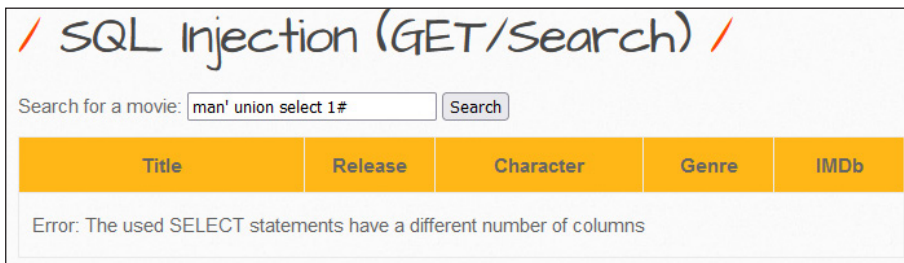 / SQL Injection (GET/Search) /
Search for a movie: man' union select 1# Search
Title Release Character Genre IMDb
Error: The used SELECT statements have a different number of columns